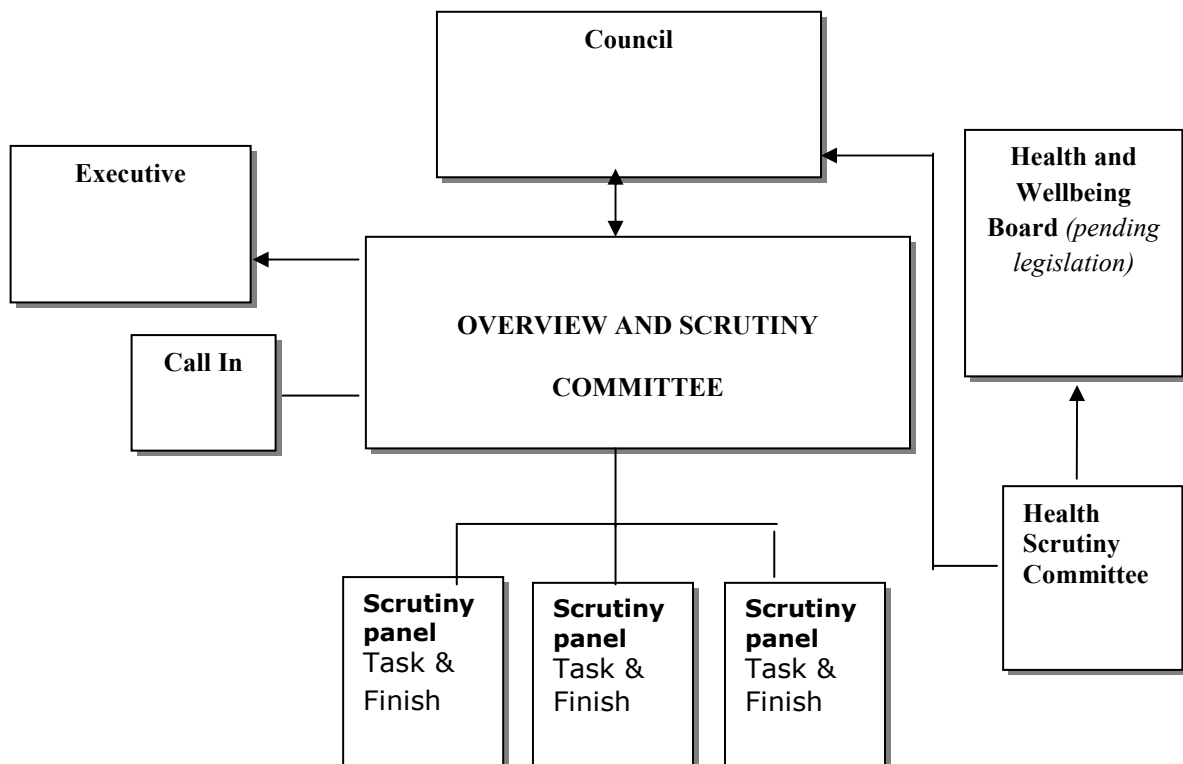 Council
Executive
Health and
Wellbeing
Board (pending
legislation)
OVERVIEW AND SCRUTINY
COMMITTEE
Call In
Health
Scrutiny
Committee
Scrutiny
panel
Task &
Finish
Scrutiny
panel
Task &
Finish
Scrutiny
panel
Task &
Finish